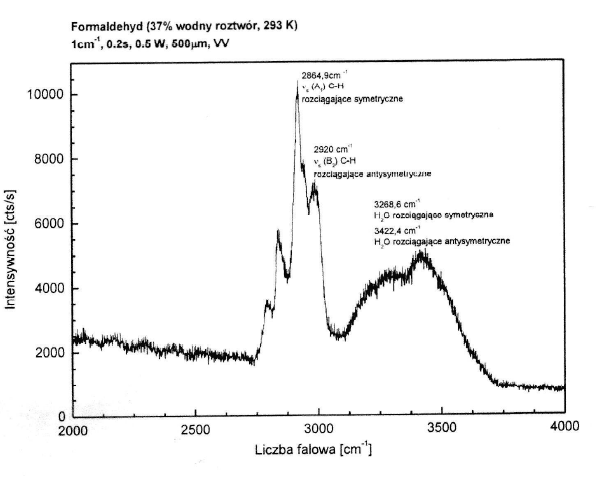 Formaldehyd (37% wodny roztwór, 293 K)
1cm⁻¹, 0.2s, 0.5 W, 500µm, VV
2864,9cm⁻¹
νₛ (A₁) C-H
rozciągające symetryczne
2920 cm⁻¹
νₐ (B₂) C-H
rozciągające antysymetryczne
3268,6 cm⁻¹
H₂O rozciągające symetryczne
3422,4 cm⁻¹
H₂O rozciągające antysymetryczne
Intensywność [cts/s]
10000
8000
6000
4000
2000
0
2000 2500 3000 3500 4000
Liczba falowa [cm⁻¹]